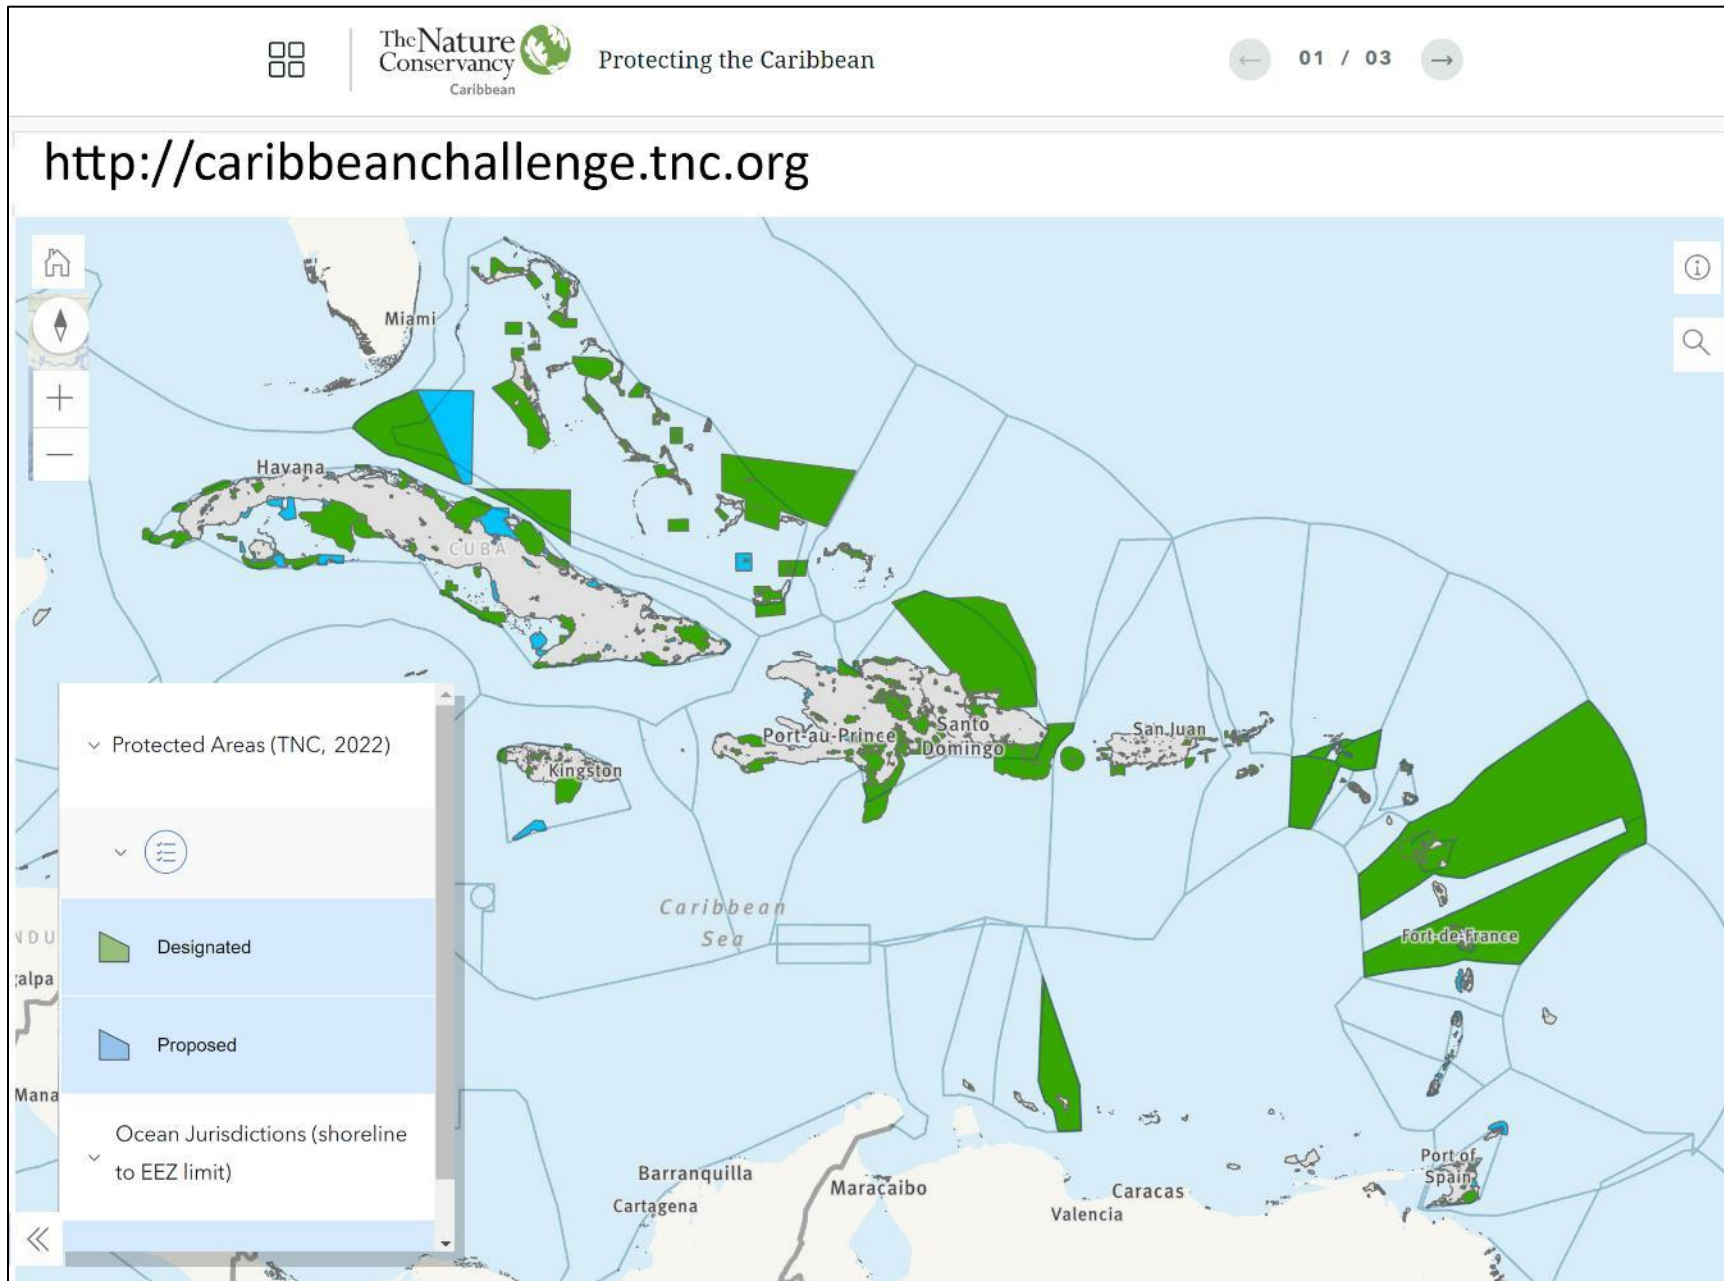 The Nature
Conservancy
Caribbean
Protecting the Caribbean
01 / 03
http://caribbeanchallenge.tnc.org
Miami
Havana
CUBA
Port-au-Prince
Santo
Domingo
San Juan
Kingston
Protected Areas (TNC, 2022)
Caribbean
Sea
NDU
galpa
Designated
Fort-de-France
Proposed
Mana
Ocean Jurisdictions (shoreline
to EEZ limit)
Barranquilla
Cartagena
Maracaibo
Caracas
Valencia
Port of
Spain